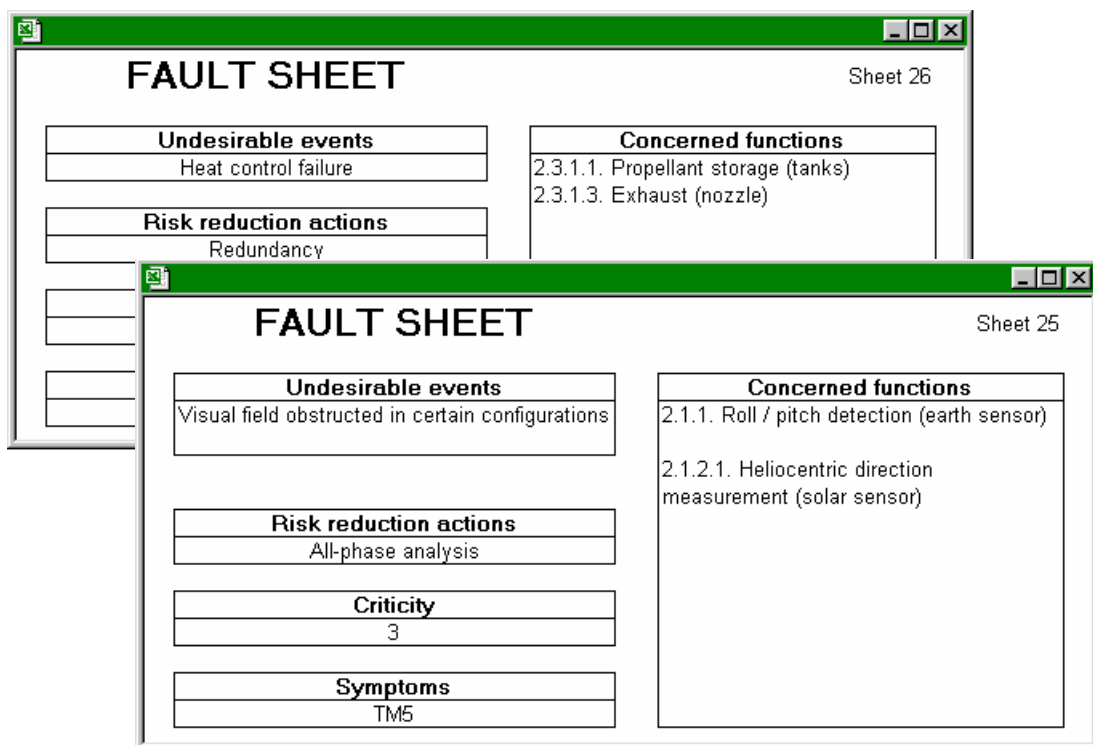 FAULT SHEET
Sheet 26
Undesirable events
Heat control failure
Risk reduction actions
Redundancy
Concerned functions
2.3.1.1. Propellant storage (tanks)
2.3.1.3. Exhaust (nozzle)
FAULT SHEET
Sheet 25
Undesirable events
Visual field obstructed in certain configurations
Risk reduction actions
All-phase analysis
Criticity
3
Symptoms
TM5
Concerned functions
2.1.1. Roll / pitch detection (earth sensor)
2.1.2.1. Heliocentric direction
measurement (solar sensor)